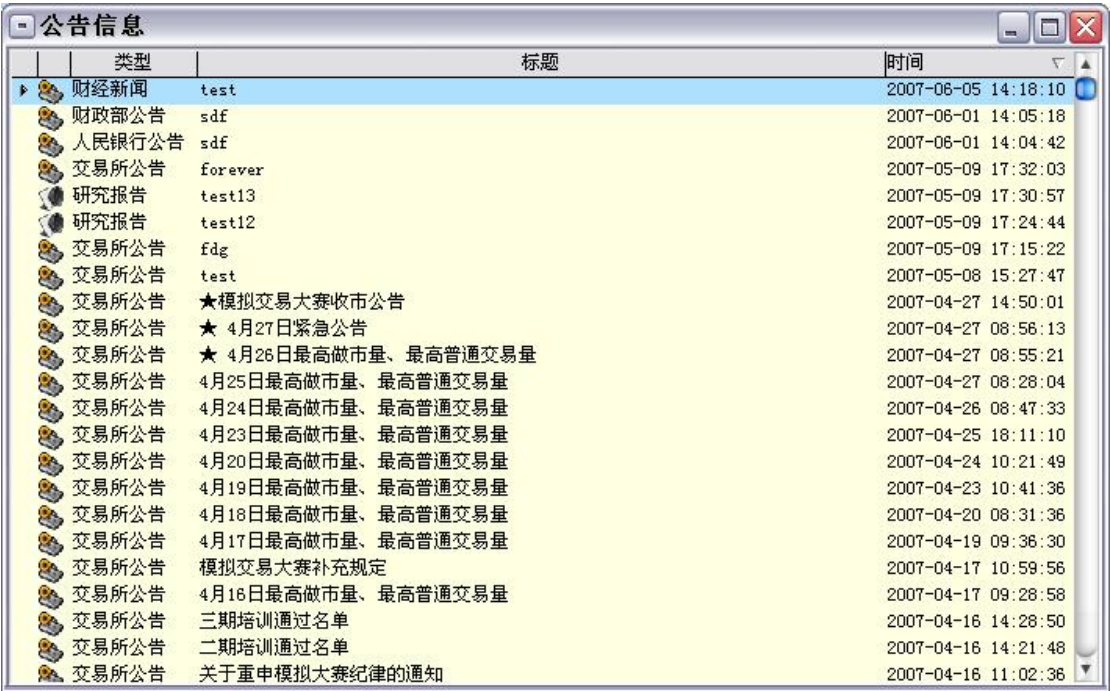 公告信息
类型 标题 时间
财经新闻 test 2007-06-05 14:18:10
财政部公告 sdf 2007-06-01 14:05:18
人民银行公告 sdf 2007-06-01 14:04:42
交易所公告 forever 2007-05-09 17:32:03
研究报告 test13 2007-05-09 17:30:57
研究报告 test12 2007-05-09 17:24:44
交易所公告 fdg 2007-05-09 17:15:22
交易所公告 test 2007-05-08 15:27:47
交易所公告 ★模拟交易大赛收市公告 2007-04-27 14:50:01
交易所公告 ★ 4月27日紧急公告 2007-04-27 08:56:13
交易所公告 ★ 4月26日最高做市量、最高普通交易量 2007-04-27 08:55:21
交易所公告 4月25日最高做市量、最高普通交易量 2007-04-27 08:28:04
交易所公告 4月24日最高做市量、最高普通交易量 2007-04-26 08:47:33
交易所公告 4月23日最高做市量、最高普通交易量 2007-04-25 18:11:10
交易所公告 4月20日最高做市量、最高普通交易量 2007-04-24 10:21:49
交易所公告 4月19日最高做市量、最高普通交易量 2007-04-23 10:41:36
交易所公告 4月18日最高做市量、最高普通交易量 2007-04-20 08:31:36
交易所公告 4月17日最高做市量、最高普通交易量 2007-04-19 09:36:30
交易所公告 模拟交易大赛补充规定 2007-04-17 10:59:56
交易所公告 4月16日最高做市量、最高普通交易量 2007-04-17 09:28:58
交易所公告 三期培训通过名单 2007-04-16 14:28:50
交易所公告 二期培训通过名单 2007-04-16 14:21:48
交易所公告 关于重申模拟大赛纪律的通知 2007-04-16 11:02:36